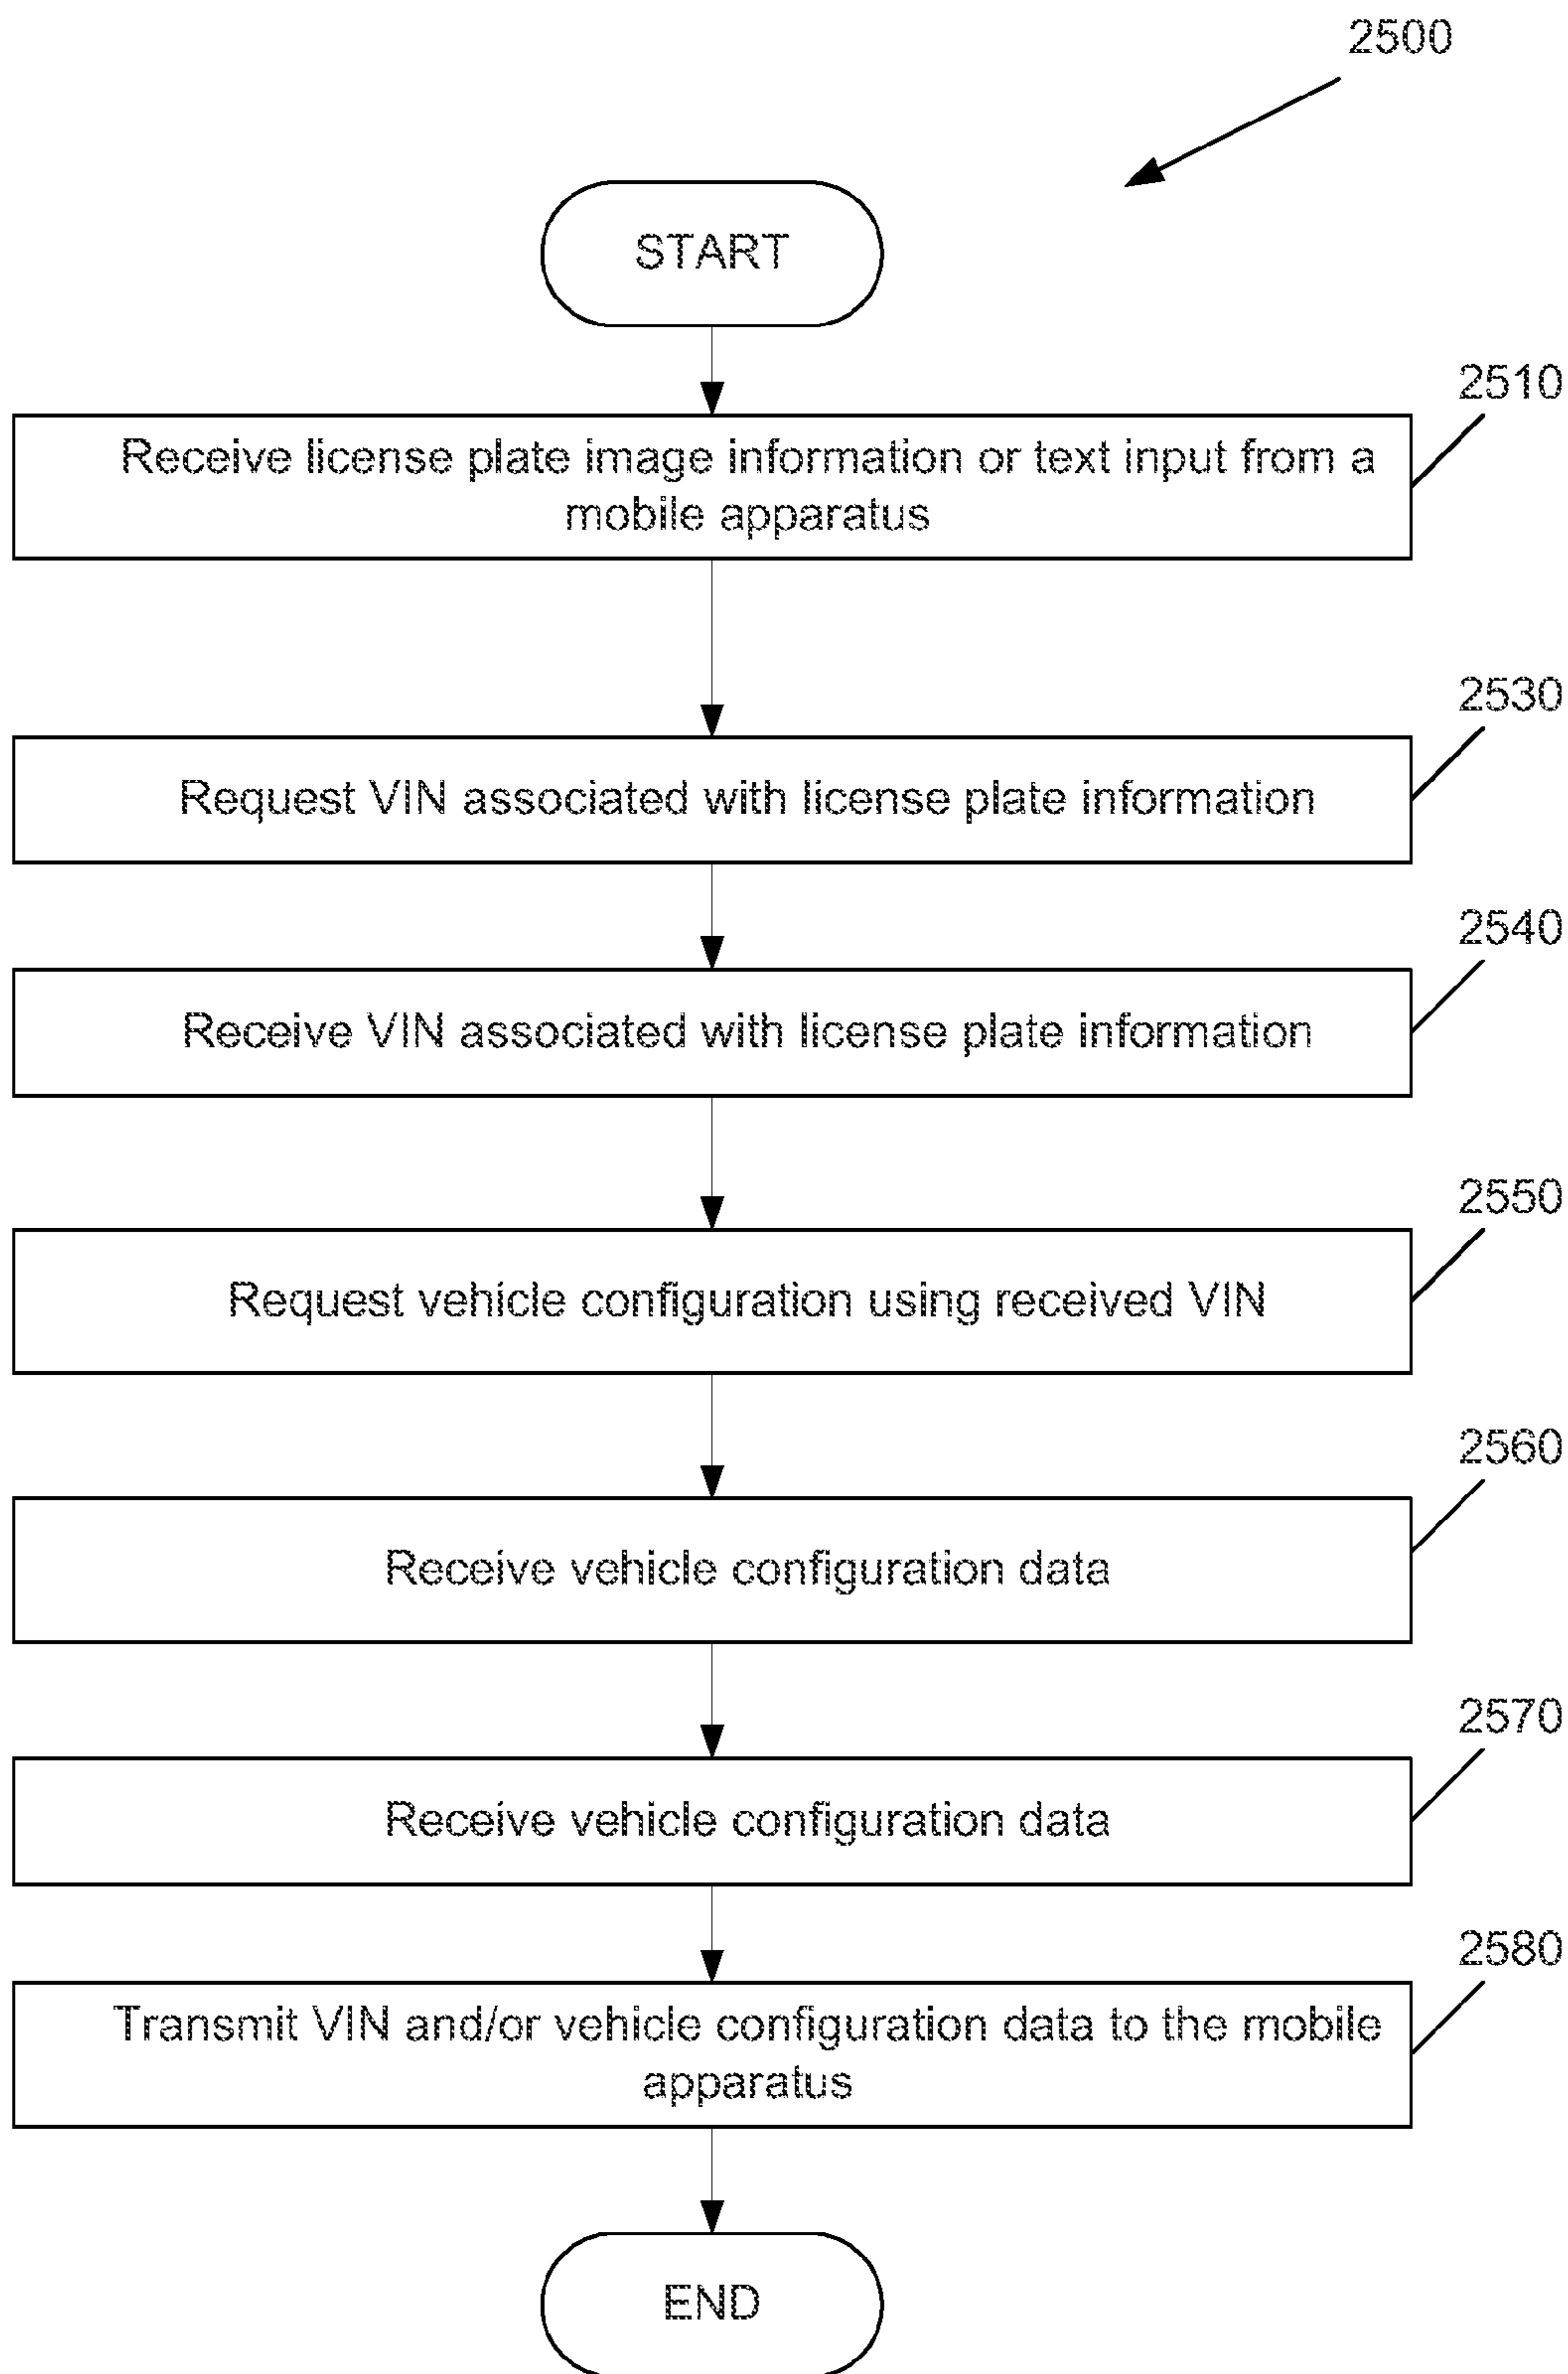 2500
START
2510
Receive license plate image information or text input from a
mobile apparatus
2530
Request VIN associated with license plate information
2540
Receive VIN associated with license plate information
2550
Request vehicle configuration using received VIN
2560
Receive vehicle configuration data
2570
Receive vehicle configuration data
2580
Transmit VIN and/or vehicle configuration data to the mobile
apparatus
END